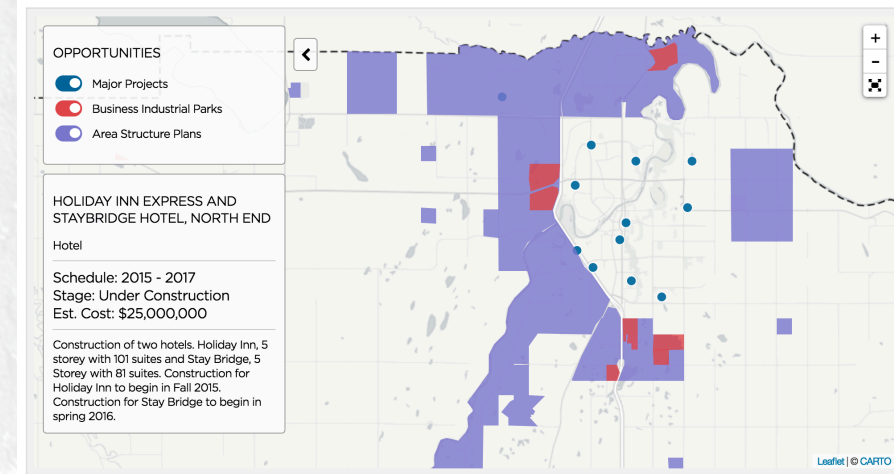 OPPORTUNITIES
Major Projects
Business Industrial Parks
Area Structure Plans
HOLIDAY INN EXPRESS AND
STAYBRIDGE HOTEL, NORTH END
Hotel
Schedule: 2015 - 2017
Stage: Under Construction
Est. Cost: $25,000,000
Construction of two hotels. Holiday Inn, 5
storey with 101 suites and Stay Bridge, 5
Storey with 81 suites. Construction for
Holiday Inn to begin in Fall 2015.
Construction for Stay Bridge to begin in
spring 2016.
+
-
Leaflet | © CARTO